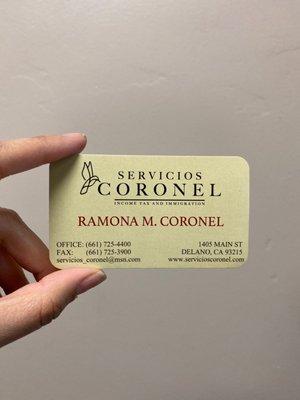 SERVICIOS
CORONEL
INCOME TAX AND IMMIGRATION
RAMONA M. CORONEL
OFFICE: (661) 725-4400 1405 MAIN ST
FAX: (661) 725-3900 DELANO, CA 93215
servicios_coronel@msn.com www.servicioscoronel.com